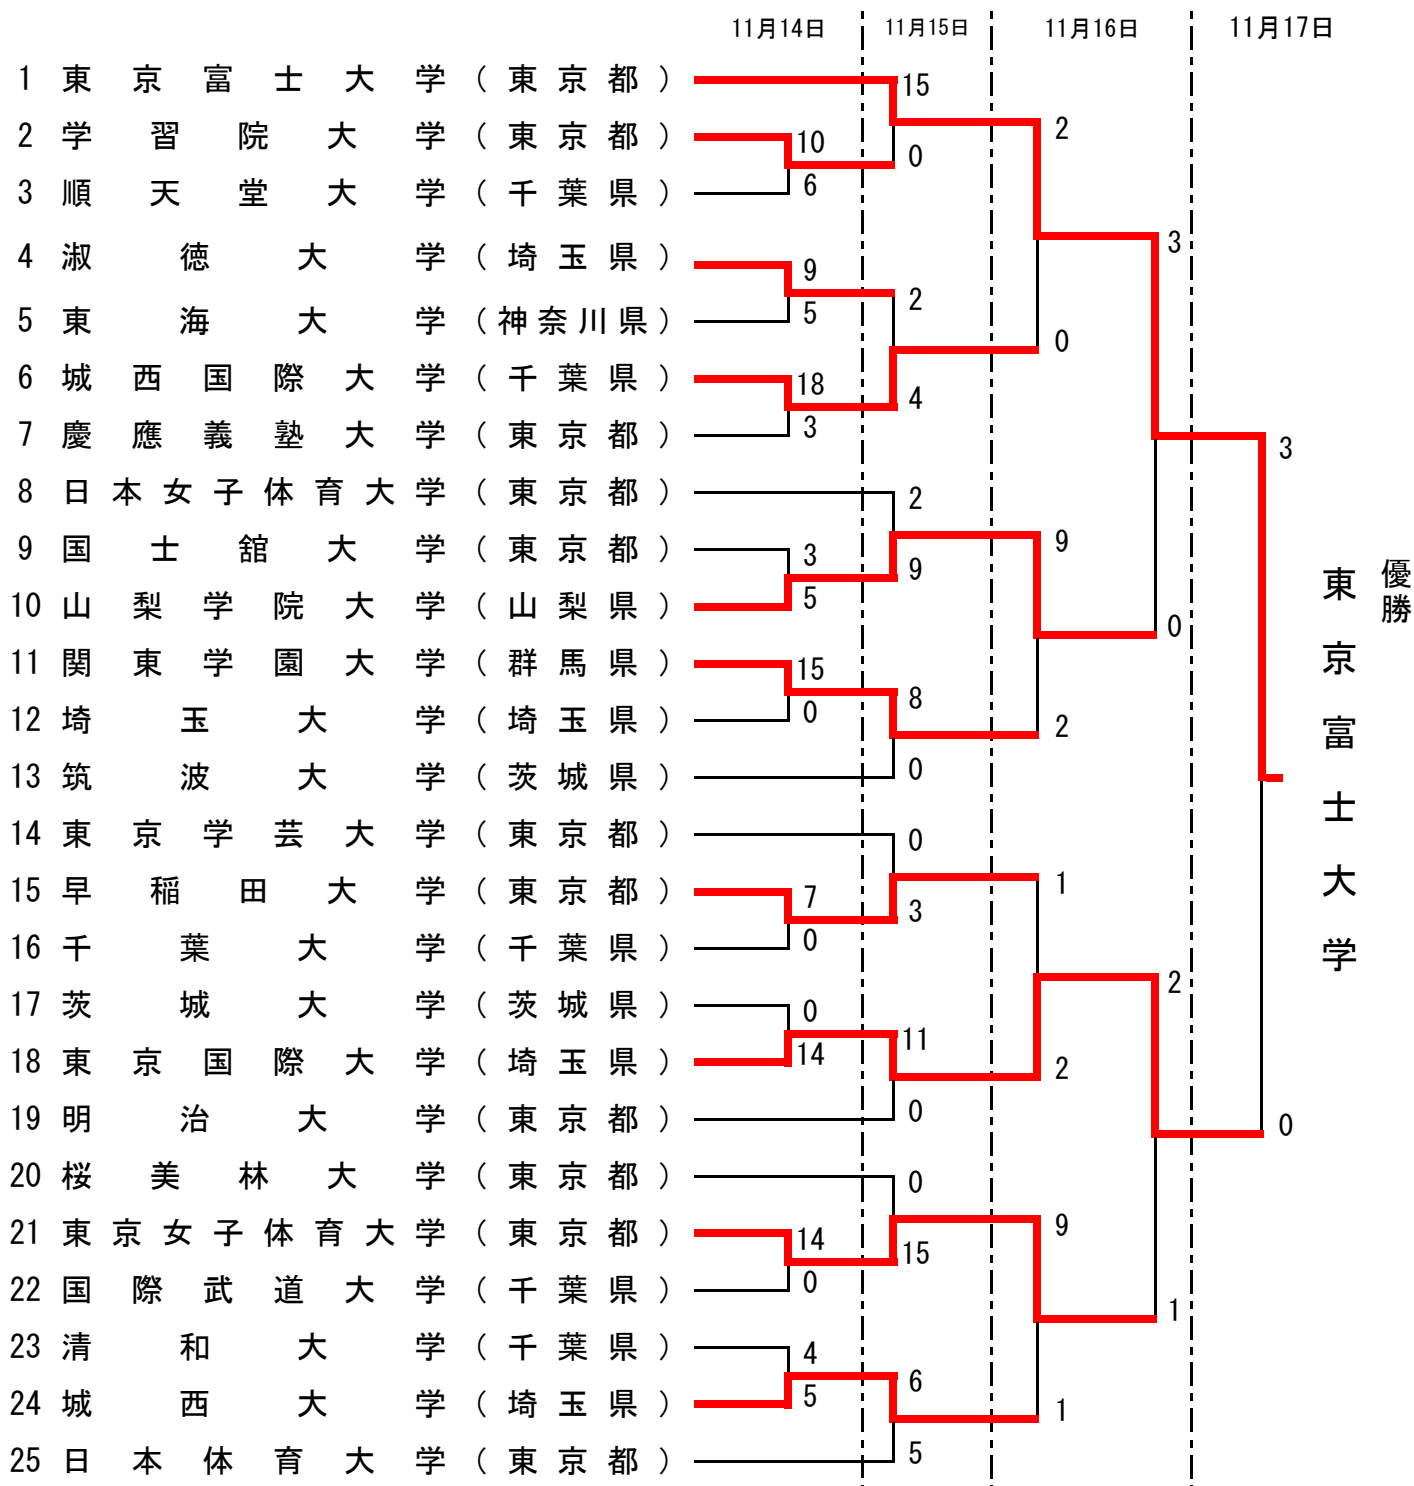 11月14日 11月15日 11月16日 11月17日
1 東京富士大学（東京都）
15
2 学習院大学（東京都）
10
2
0
3 順天堂大学（千葉県）
6
4 淑徳大学（埼玉県）
9
3
5 東海大学（神奈川県）
5
2
0
6 城西国際大学（千葉県）
18
4
7 慶應義塾大学（東京都）
3
3
8 日本女子体育大学（東京都）
2
9 国士舘大学（東京都）
3
9
9
10 山梨学院大学（山梨県）
5
0
11 関東学園大学（群馬県）
15
8
12 埼玉大学（埼玉県）
0
2
13 筑波大学（茨城県）
0
14 東京学芸大学（東京都）
0
15 早稲田大学（東京都）
7
1
3
16 千葉大学（千葉県）
0
2
17 茨城大学（茨城県）
0
11
18 東京国際大学（埼玉県）
14
2
19 明治大学（東京都）
0
0
20 桜美林大学（東京都）
0
21 東京女子体育大学（東京都）
14
9
15
22 国際武道大学（千葉県）
0
1
23 清和大学（千葉県）
4
24 城西大学（埼玉県）
5
6
1
25 日本体育大学（東京都）
5
優勝
東京富士大学